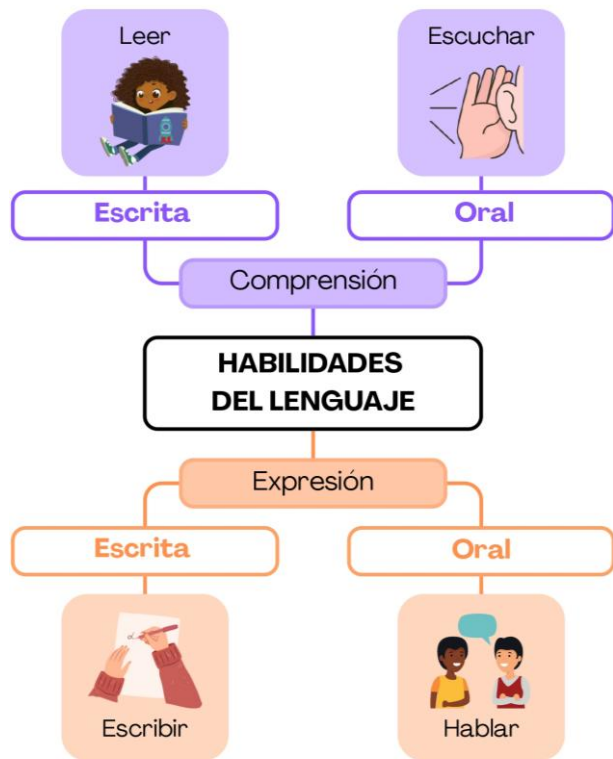 Leer
Escuchar
Escrita
Oral
Comprensión
HABILIDADES
DEL LENGUAJE
Expresión
Escrita
Oral
Escribir
Hablar